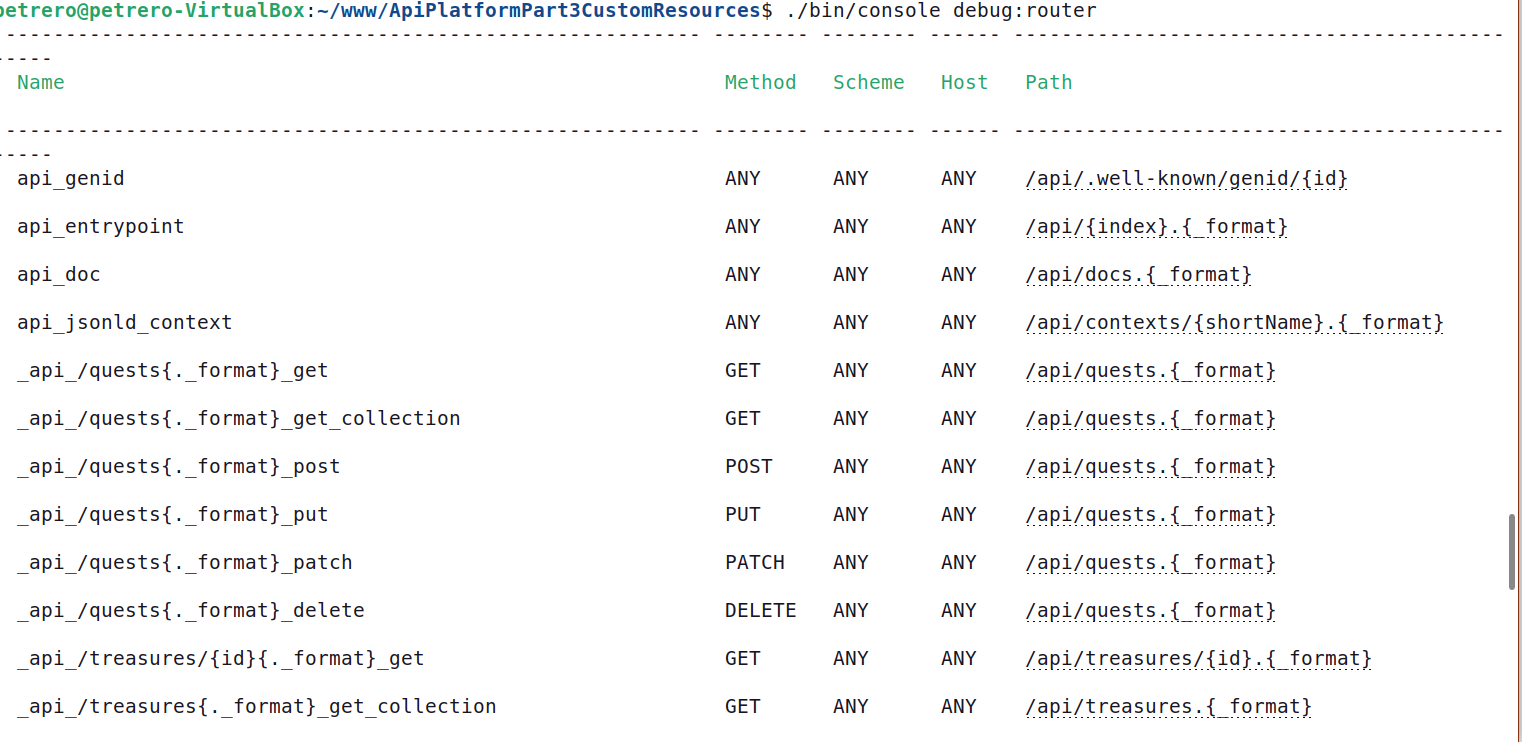 petrero@petrero-VirtualBox:~/www/ApiPlatformPart3CustomResources$ ./bin/console debug:router
---------------------------------------------------------- -------- -------- ------ -----------------------------------------
-----
Name Method Scheme Host Path
---------------------------------------------------------- -------- -------- ------ -----------------------------------------
-----
api_genid ANY ANY ANY /api/.well-known/genid/{id}
api_entrypoint ANY ANY ANY /api/{index}.{_format}
api_doc ANY ANY ANY /api/docs.{_format}
api_jsonld_context ANY ANY ANY /api/contexts/{shortName}.{_format}
_api_/quests{._format}_get GET ANY ANY /api/quests.{_format}
_api_/quests{._format}_get_collection GET ANY ANY /api/quests.{_format}
_api_/quests{._format}_post POST ANY ANY /api/quests.{_format}
_api_/quests{._format}_put PUT ANY ANY /api/quests.{_format}
_api_/quests{._format}_patch PATCH ANY ANY /api/quests.{_format}
_api_/quests{._format}_delete DELETE ANY ANY /api/quests.{_format}
_api_/treasures/{id}{._format}_get GET ANY ANY /api/treasures/{id}.{_format}
_api_/treasures{._format}_get_collection GET ANY ANY /api/treasures.{_format}